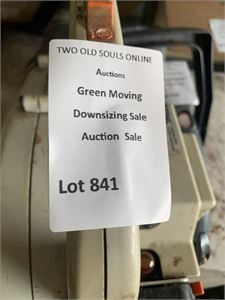 TWO OLD SOULS ONLINE
Auctions
Green Moving
Downsizing Sale
Auction Sale
Lot 841